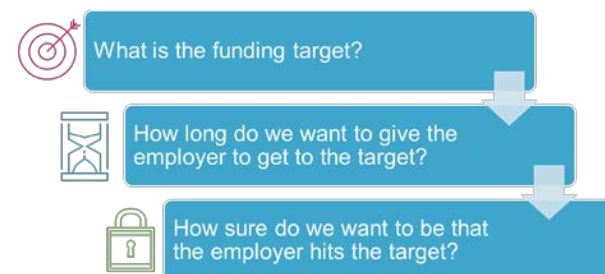 What is the funding target?
How long do we want to give the
employer to get to the target?
How sure do we want to be that
the employer hits the target?